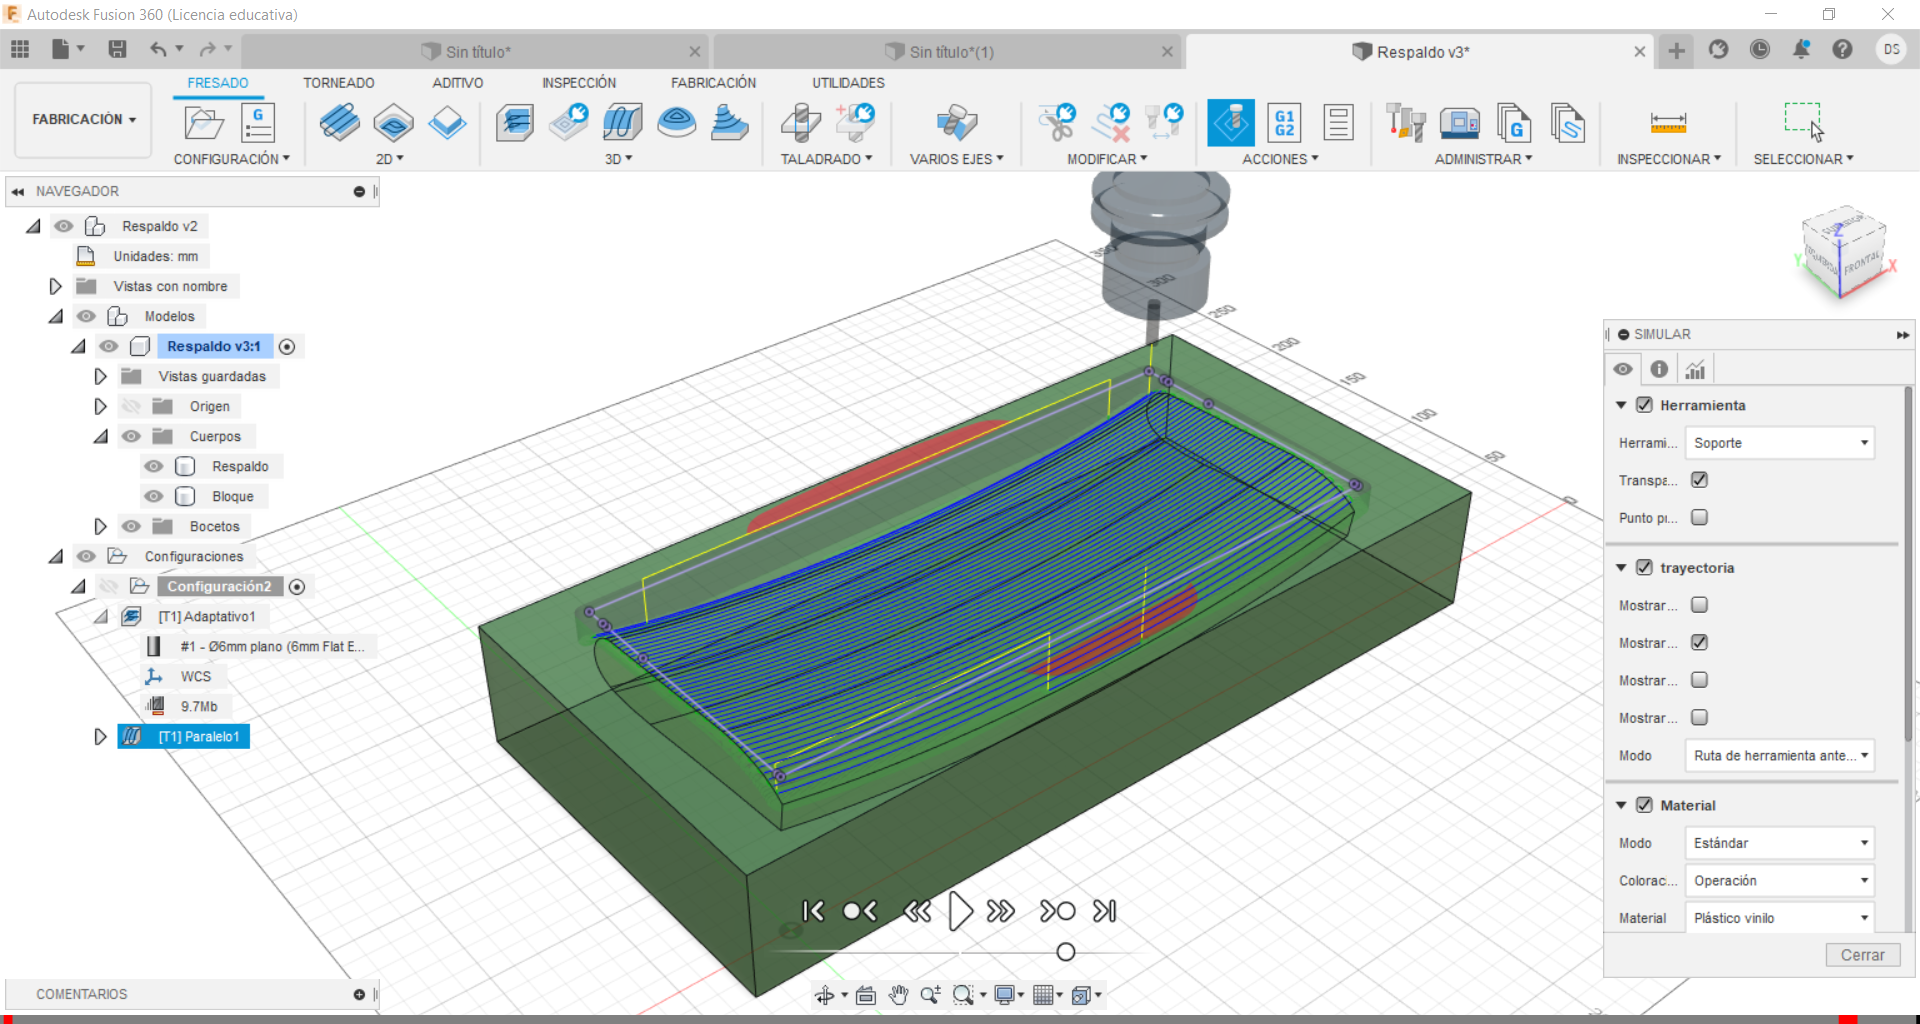 Autodesk Fusion 360 (Licencia educativa)
Sin título*
Sin título*(1)
Respaldo v3*
DS
FRESADO
TORNEADO
ADITIVO
INSPECCIÓN
FABRICACIÓN
UTILIDADES
FABRICACIÓN
G
G1
G2
G
CONFIGURACIÓN
2D
3D
TALADRADO
VARIOS EJES
MODIFICAR
ACCIONES
ADMINISTRAR
INSPECCIONAR
SELECCIONAR
NAVEGADOR
Respaldo v2
Unidades: mm
Vistas con nombre
Modelos
Respaldo v3:1
Vistas guardadas
Origen
Cuerpos
Respaldo
Bloque
Bocetos
Configuraciones
Configuración2
[T1] Adaptativo1
#1 - Ø6mm plano (6mm Flat E...
WCS
9.7Mb
[T1] Paralelo1
350
300
250
200
150
100
50
0
Z
FRONTAL
Y
X
SIMULAR
Herramienta
Herrami...
Soporte
Transpa...
Punto pi...
trayectoria
Mostrar...
Mostrar...
Mostrar...
Mostrar...
Modo
Ruta de herramienta ante...
Material
Modo
Estándar
Colorac...
Operación
Material
Plástico vinilo
Cerrar
COMENTARIOS